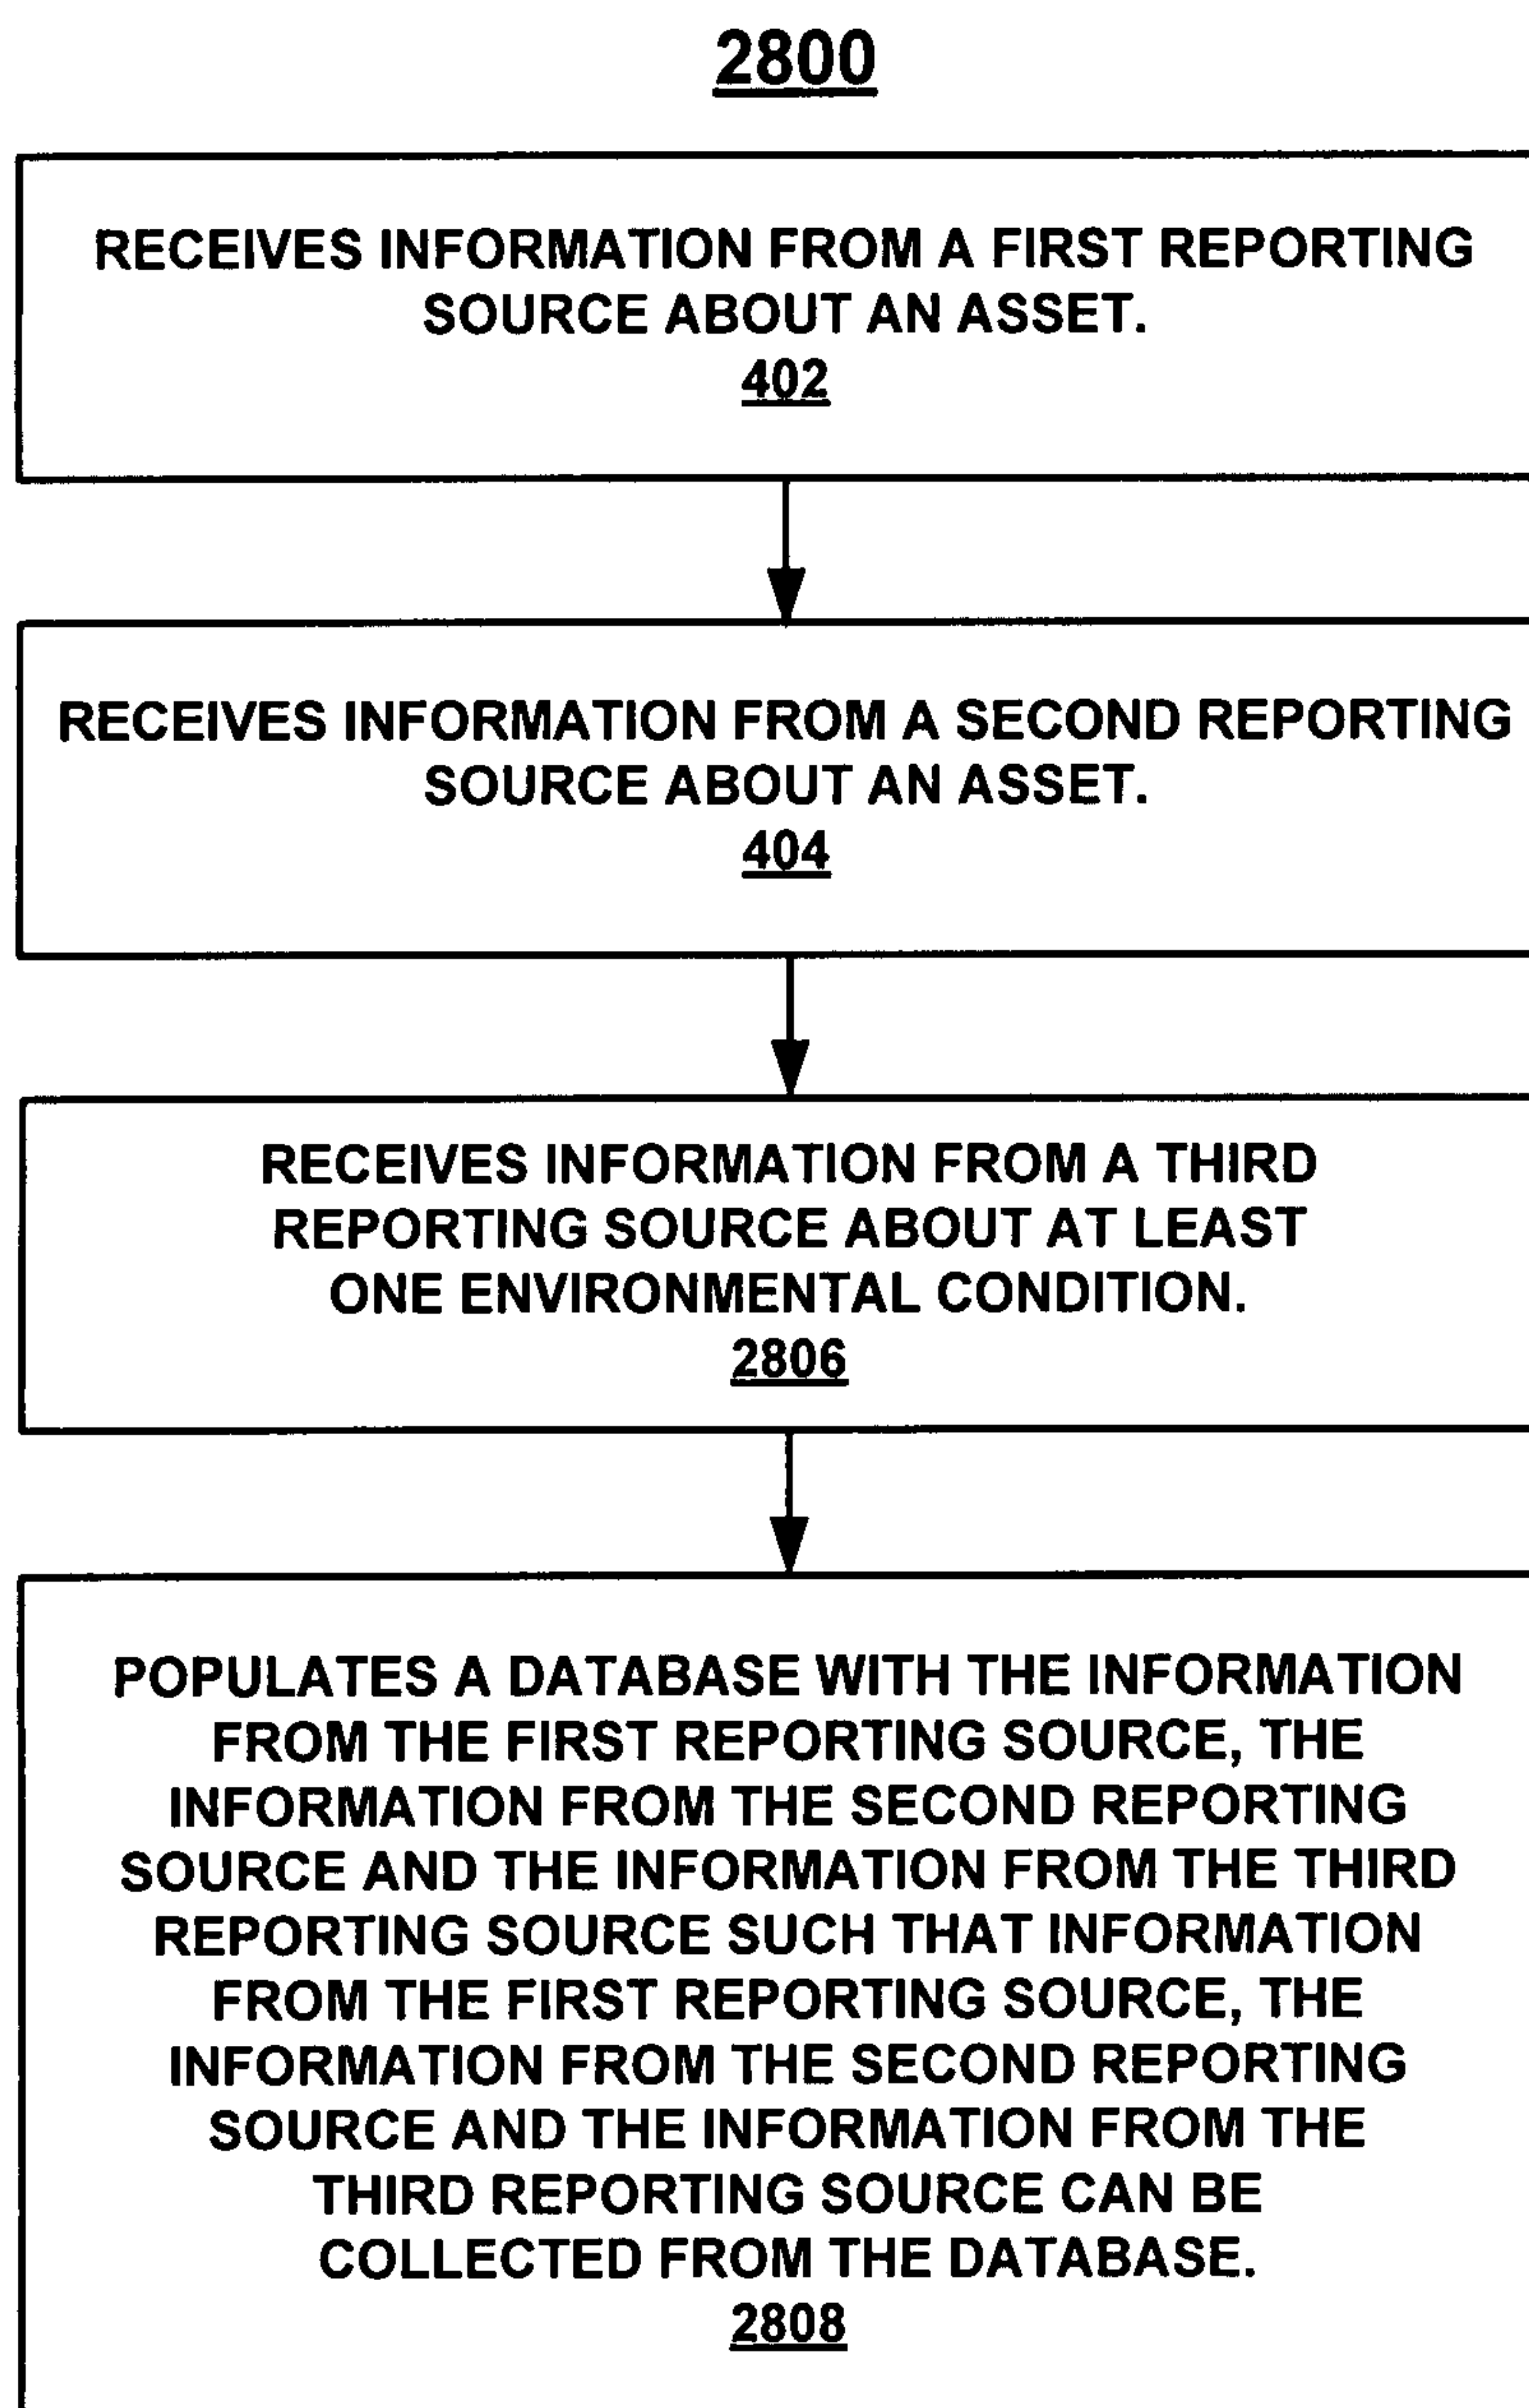 2800
RECEIVES INFORMATION FROM A FIRST REPORTING
SOURCE ABOUT AN ASSET.
402
RECEIVES INFORMATION FROM A SECOND REPORTING
SOURCE ABOUT AN ASSET.
404
RECEIVES INFORMATION FROM A THIRD
REPORTING SOURCE ABOUT AT LEAST
ONE ENVIRONMENTAL CONDITION.
2806
POPULATES A DATABASE WITH THE INFORMATION
FROM THE FIRST REPORTING SOURCE, THE
INFORMATION FROM THE SECOND REPORTING
SOURCE AND THE INFORMATION FROM THE THIRD
REPORTING SOURCE SUCH THAT INFORMATION
FROM THE FIRST REPORTING SOURCE, THE
INFORMATION FROM THE SECOND REPORTING
SOURCE AND THE INFORMATION FROM THE
THIRD REPORTING SOURCE CAN BE
COLLECTED FROM THE DATABASE.
2808